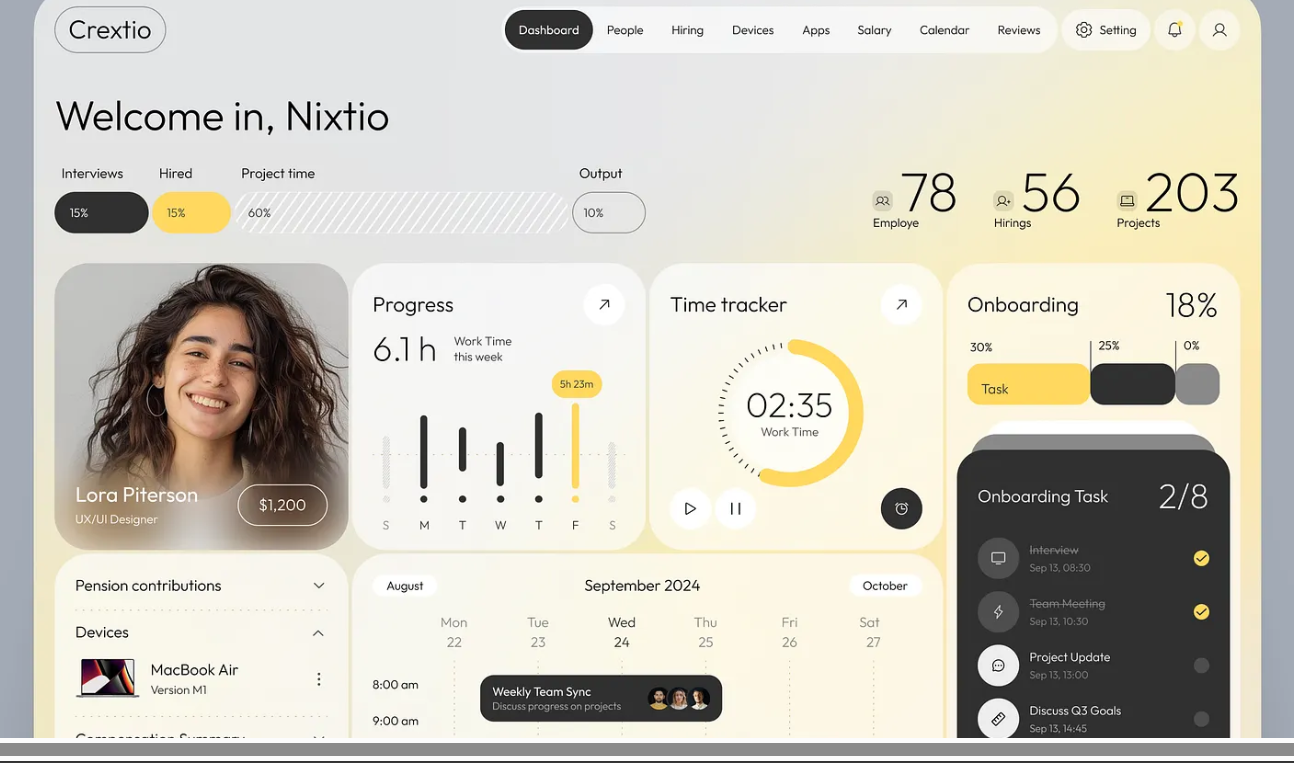 Crextio
Dashboard
People
Hiring
Devices
Apps
Salary
Calendar
Reviews
Setting
Welcome in, Nixtio
Interviews
Hired
Project time
Output
15%
15%
60%
10%
78
Employe
56
Hirings
203
Projects
Lora Piterson
UX/UI Designer
$1,200
Progress
6.1 h
Work Time
this week
5h 23m
S M T W T F S
Time tracker
02:35
Work Time
Onboarding
18%
30%
25%
0%
Task
Onboarding Task
2/8
Interview
Sep 13, 08:30
Team Meeting
Sep 13, 10:30
Project Update
Sep 13, 13:00
Discuss Q3 Goals
Sep 13, 14:45
Pension contributions
Devices
MacBook Air
Version M1
Compensation Summary
August
September 2024
October
Mon Tue Wed Thu Fri Sat
22 23 24 25 26 27
8:00 am
Weekly Team Sync
Discuss progress on projects
9:00 am